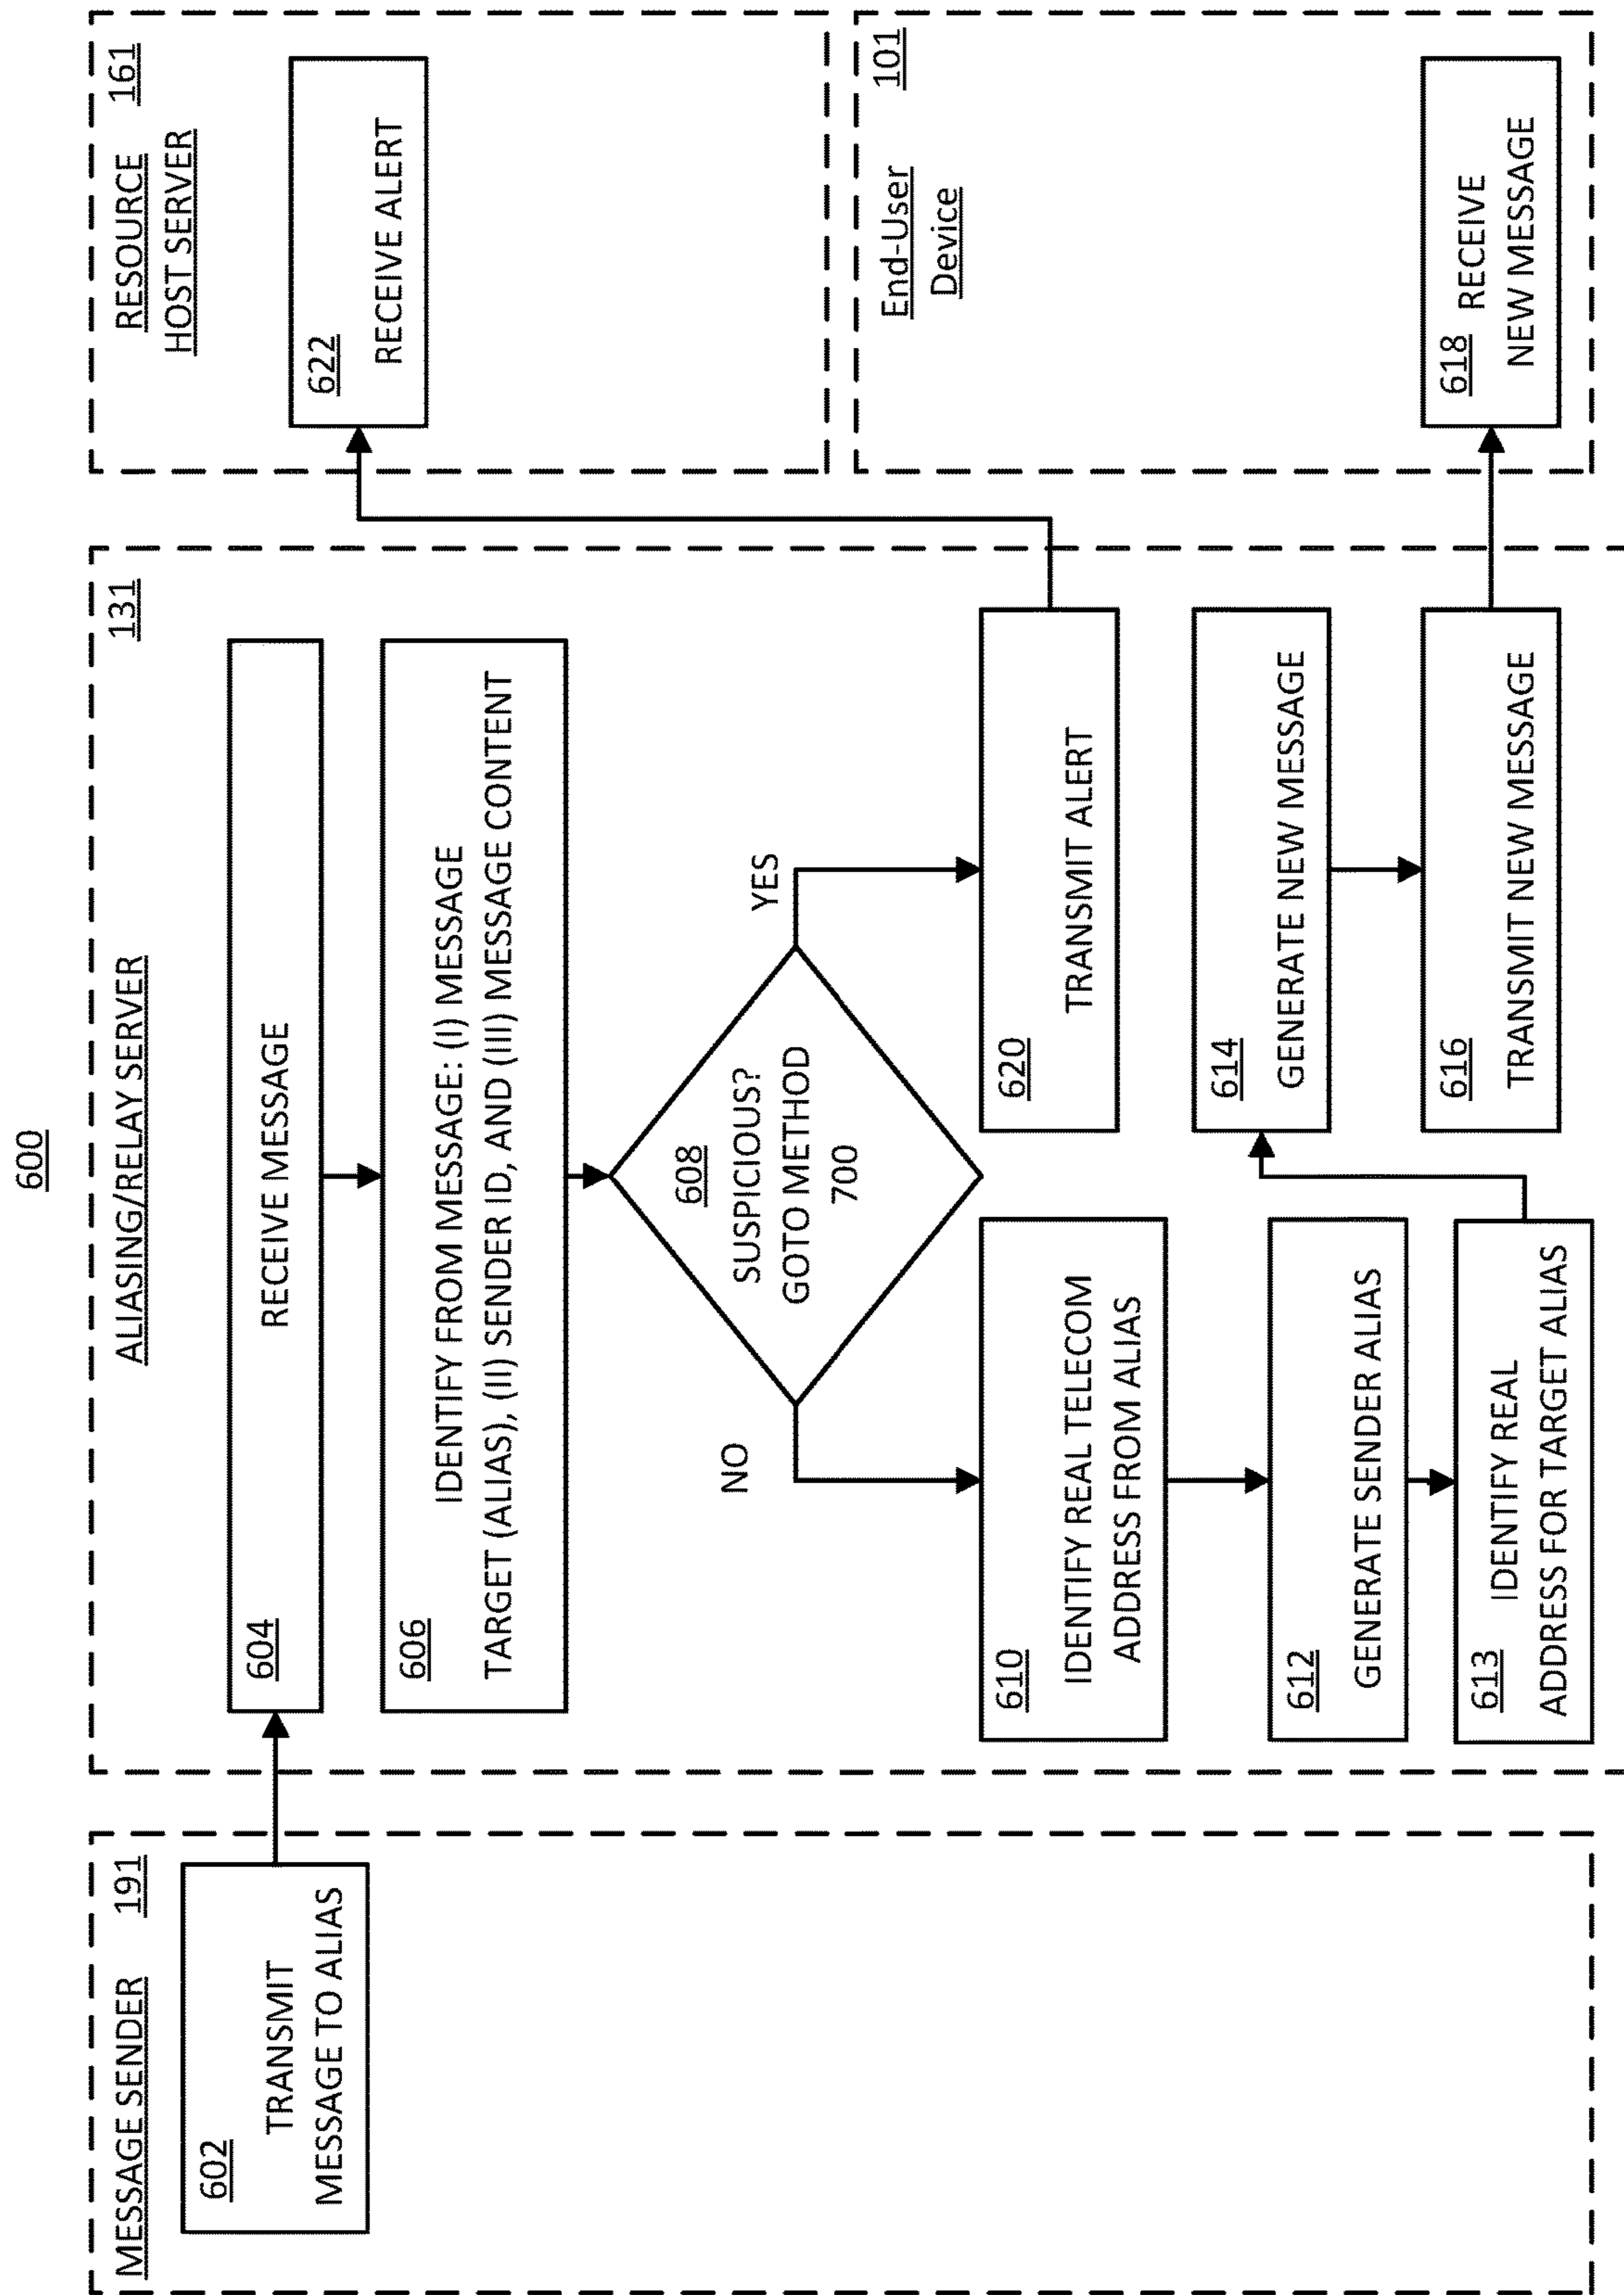 600
MESSAGE SENDER 191
602
TRANSMIT
MESSAGE TO ALIAS
ALIASING/RELAY SERVER 131
604
RECEIVE MESSAGE
606
IDENTIFY FROM MESSAGE: (I) MESSAGE
TARGET (ALIAS), (II) SENDER ID, AND (III) MESSAGE CONTENT
608
SUSPICIOUS?
GOTO METHOD
700
NO
YES
610
IDENTIFY REAL TELECOM
ADDRESS FROM ALIAS
612
GENERATE SENDER ALIAS
613
IDENTIFY REAL
ADDRESS FOR TARGET ALIAS
620
TRANSMIT ALERT
614
GENERATE NEW MESSAGE
616
TRANSMIT NEW MESSAGE
RESOURCE 161
HOST SERVER
622
RECEIVE ALERT
End-User 101
Device
618 RECEIVE
NEW MESSAGE